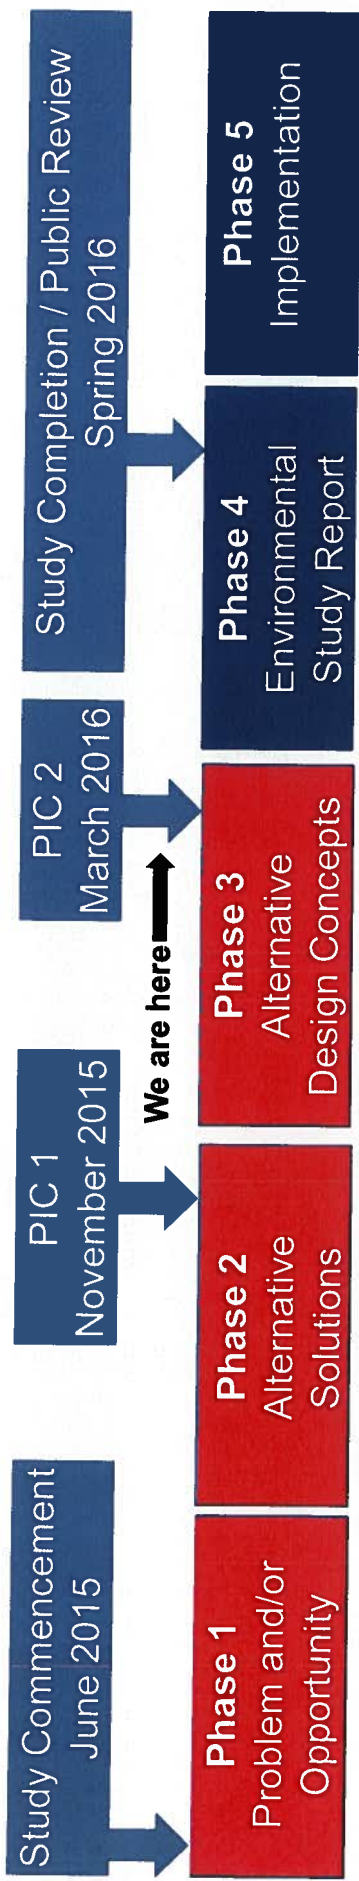 Study Commencement
June 2015
PIC 1
November 2015
PIC 2
March 2016
Study Completion / Public Review
Spring 2016
We are here
Phase 1
Problem and/or
Opportunity
Phase 2
Alternative
Solutions
Phase 3
Alternative
Design Concepts
Phase 4
Environmental
Study Report
Phase 5
Implementation